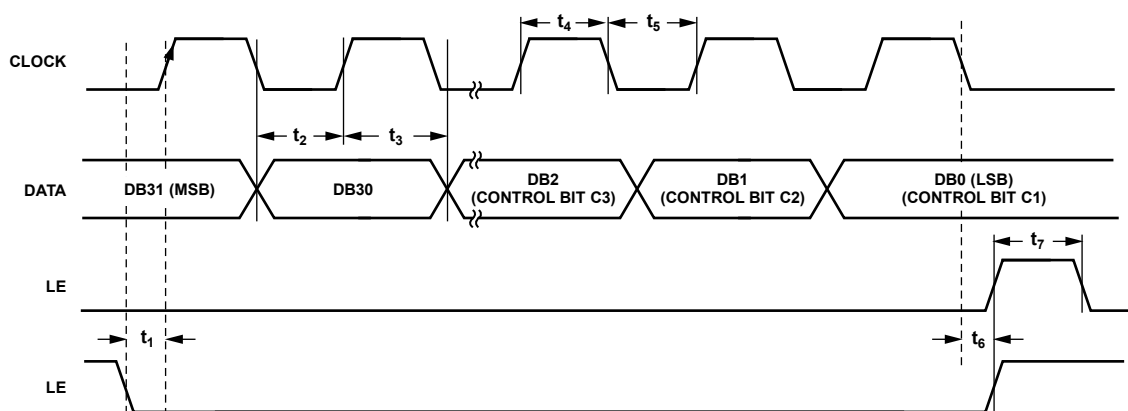 t4
t5
CLOCK
t2
t3
DATA
DB31 (MSB)
DB30
DB2
(CONTROL BIT C3)
DB1
(CONTROL BIT C2)
DB0 (LSB)
(CONTROL BIT C1)
t7
LE
t1
t6
LE